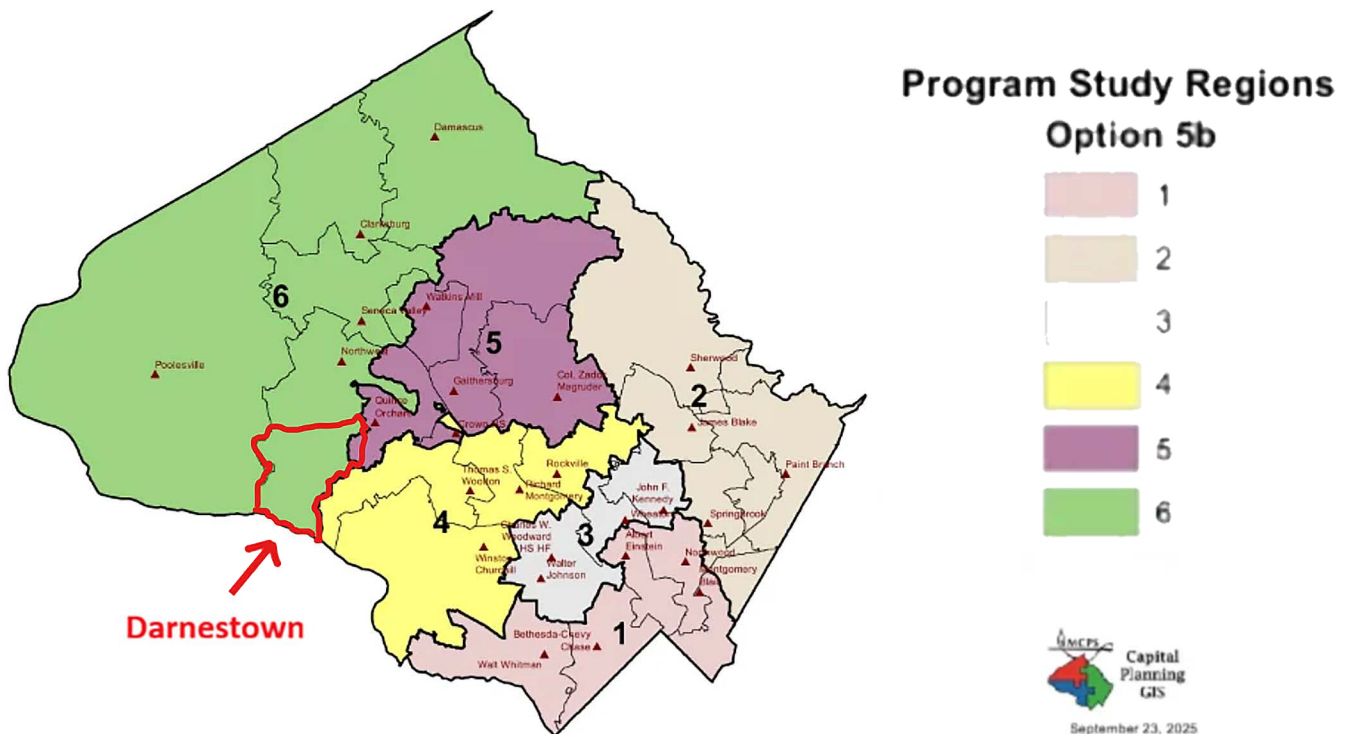 Program Study Regions
Option 5b
1
2
3
4
5
6
Damascus
Clarksburg
6
Seneca Valley
Watkins Mill
5
Northwest
Poolesville
Gaithersburg
Col. Zadok
Magruder
Sherwood
2
Quince
Orchard
Crown HS
James Blake
Thomas S.
Wootton
Rockville
Richard
Montgomery
Paint Branch
John F.
Kennedy
4
Charles W.
Woodward
HS HF
3
Wheaton
Springbrook
Albert
Einstein
Winston
Churchill
Walter
Johnson
Northwood
Montgomery
Blair
Darnestown
Bethesda-Chevy
Chase
1
Walt Whitman
MCPS
Capital
Planning
GIS
September 23, 2025